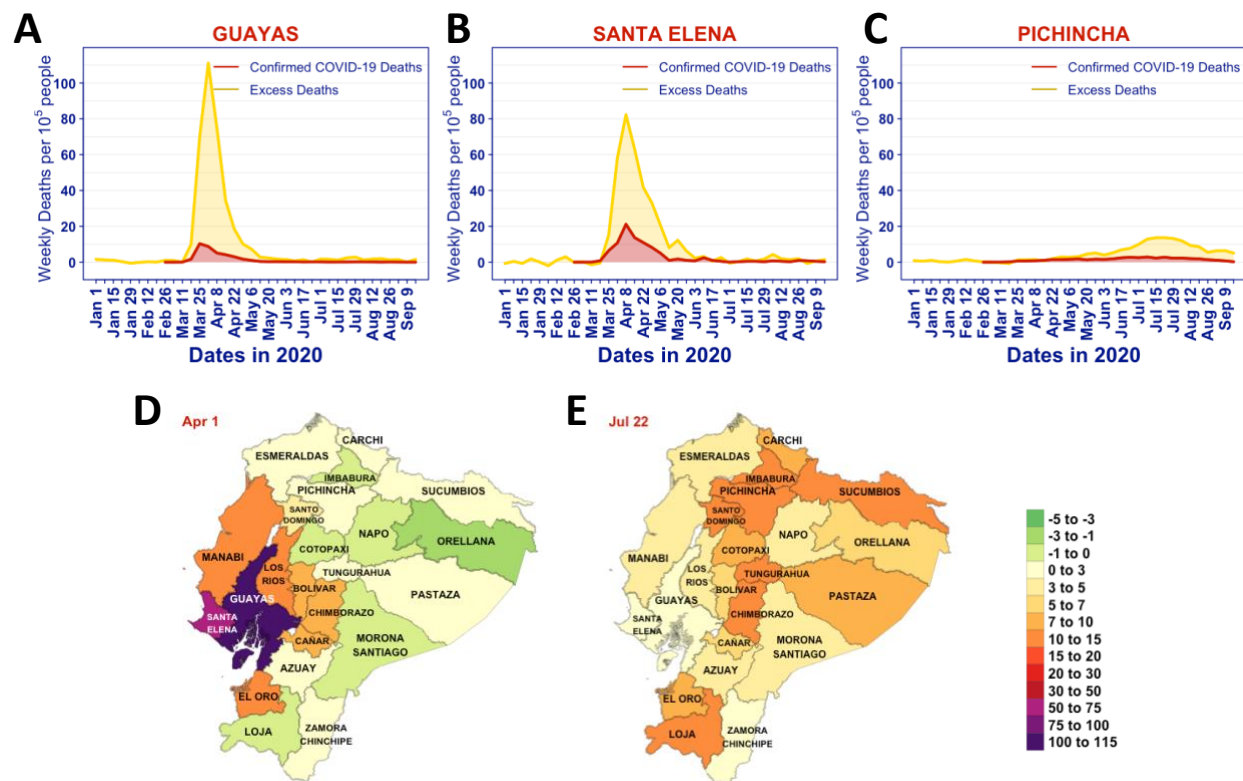 A
GUAYAS
Weekly Deaths per 10⁵ people
100
80
60
40
20
0
Confirmed COVID-19 Deaths
Excess Deaths
Jan 1
Jan 15
Jan 29
Feb 12
Feb 26
Mar 11
Mar 25
Apr 8
Apr 22
May 6
May 20
Jun 3
Jun 17
Jul 1
Jul 15
Jul 29
Aug 12
Aug 26
Sep 9
Dates in 2020
B
SANTA ELENA
Weekly Deaths per 10⁵ people
100
80
60
40
20
0
Confirmed COVID-19 Deaths
Excess Deaths
Jan 1
Jan 15
Jan 29
Feb 12
Feb 26
Mar 11
Mar 25
Apr 8
Apr 22
May 6
May 20
Jun 3
Jun 17
Jul 1
Jul 15
Jul 29
Aug 12
Aug 26
Sep 9
Dates in 2020
C
PICHINCHA
Weekly Deaths per 10⁵ people
100
80
60
40
20
0
Confirmed COVID-19 Deaths
Excess Deaths
Jan 1
Jan 15
Jan 29
Feb 12
Feb 26
Mar 11
Mar 25
Apr 8
Apr 22
May 6
May 20
Jun 3
Jun 17
Jul 1
Jul 15
Jul 29
Aug 12
Aug 26
Sep 9
Dates in 2020
D
Apr 1
CARCHI
ESMERALDAS
IMBABURA
PICHINCHA
SUCUMBIOS
SANTO
DOMINGO
NAPO
ORELLANA
COTOPAXI
MANABI
LOS
RIOS
TUNGURAHUA
BOLIVAR
PASTAZA
GUAYAS
CHIMBORAZO
SANTA
ELENA
MORONA
SANTIAGO
CAÑAR
AZUAY
EL ORO
LOJA
ZAMORA
CHINCHIPE
E
Jul 22
CARCHI
ESMERALDAS
IMBABURA
PICHINCHA
SUCUMBIOS
SANTO
DOMINGO
NAPO
ORELLANA
COTOPAXI
MANABI
LOS
RIOS
TUNGURAHUA
BOLIVAR
PASTAZA
GUAYAS
CHIMBORAZO
SANTA
ELENA
MORONA
SANTIAGO
CAÑAR
AZUAY
EL ORO
LOJA
ZAMORA
CHINCHIPE
-5 to -3
-3 to -1
-1 to 0
0 to 3
3 to 5
5 to 7
7 to 10
10 to 15
15 to 20
20 to 30
30 to 50
50 to 75
75 to 100
100 to 115